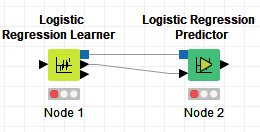 Logistic
Regression Learner
Logistic Regression
Predictor
Node 1
Node 2